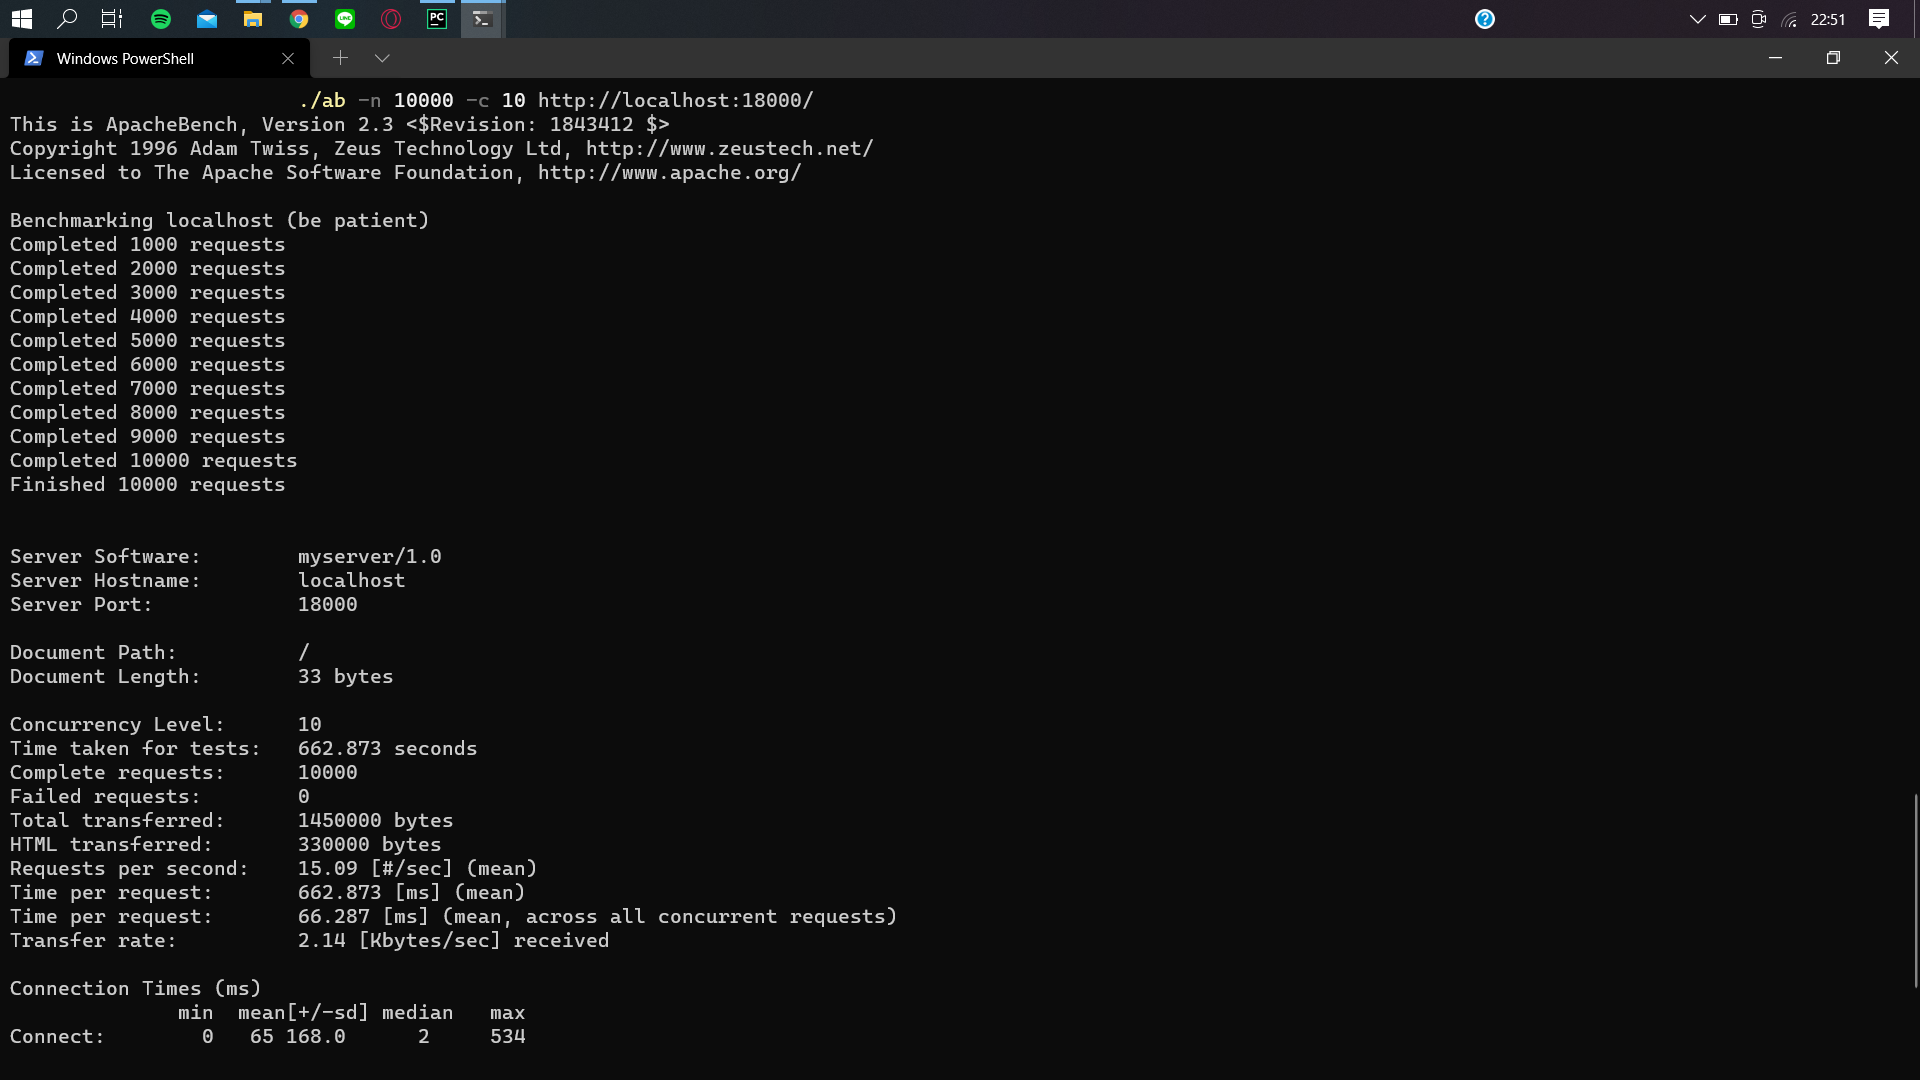 22:51
Windows PowerShell
./ab -n 10000 -c 10 http://localhost:18000/
This is ApacheBench, Version 2.3 <$Revision: 1843412 $>
Copyright 1996 Adam Twiss, Zeus Technology Ltd, http://www.zeustech.net/
Licensed to The Apache Software Foundation, http://www.apache.org/
Benchmarking localhost (be patient)
Completed 1000 requests
Completed 2000 requests
Completed 3000 requests
Completed 4000 requests
Completed 5000 requests
Completed 6000 requests
Completed 7000 requests
Completed 8000 requests
Completed 9000 requests
Completed 10000 requests
Finished 10000 requests
Server Software:        myserver/1.0
Server Hostname:        localhost
Server Port:            18000
Document Path:          /
Document Length:        33 bytes
Concurrency Level:      10
Time taken for tests:   662.873 seconds
Complete requests:      10000
Failed requests:        0
Total transferred:      1450000 bytes
HTML transferred:       330000 bytes
Requests per second:    15.09 [#/sec] (mean)
Time per request:       662.873 [ms] (mean)
Time per request:       66.287 [ms] (mean, across all concurrent requests)
Transfer rate:          2.14 [Kbytes/sec] received
Connection Times (ms)
              min  mean[+/-sd] median   max
Connect:        0   65 168.0      2     534